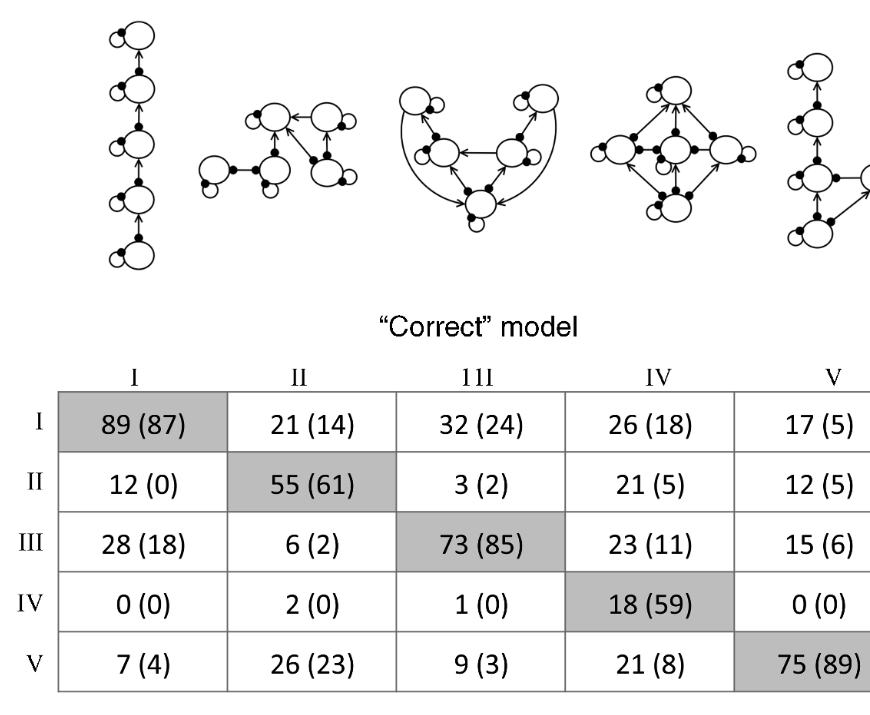 “Correct” model
I II III IV V
I 89 (87) 21 (14) 32 (24) 26 (18) 17 (5)
II 12 (0) 55 (61) 3 (2) 21 (5) 12 (5)
III 28 (18) 6 (2) 73 (85) 23 (11) 15 (6)
IV 0 (0) 2 (0) 1 (0) 18 (59) 0 (0)
V 7 (4) 26 (23) 9 (3) 21 (8) 75 (89)